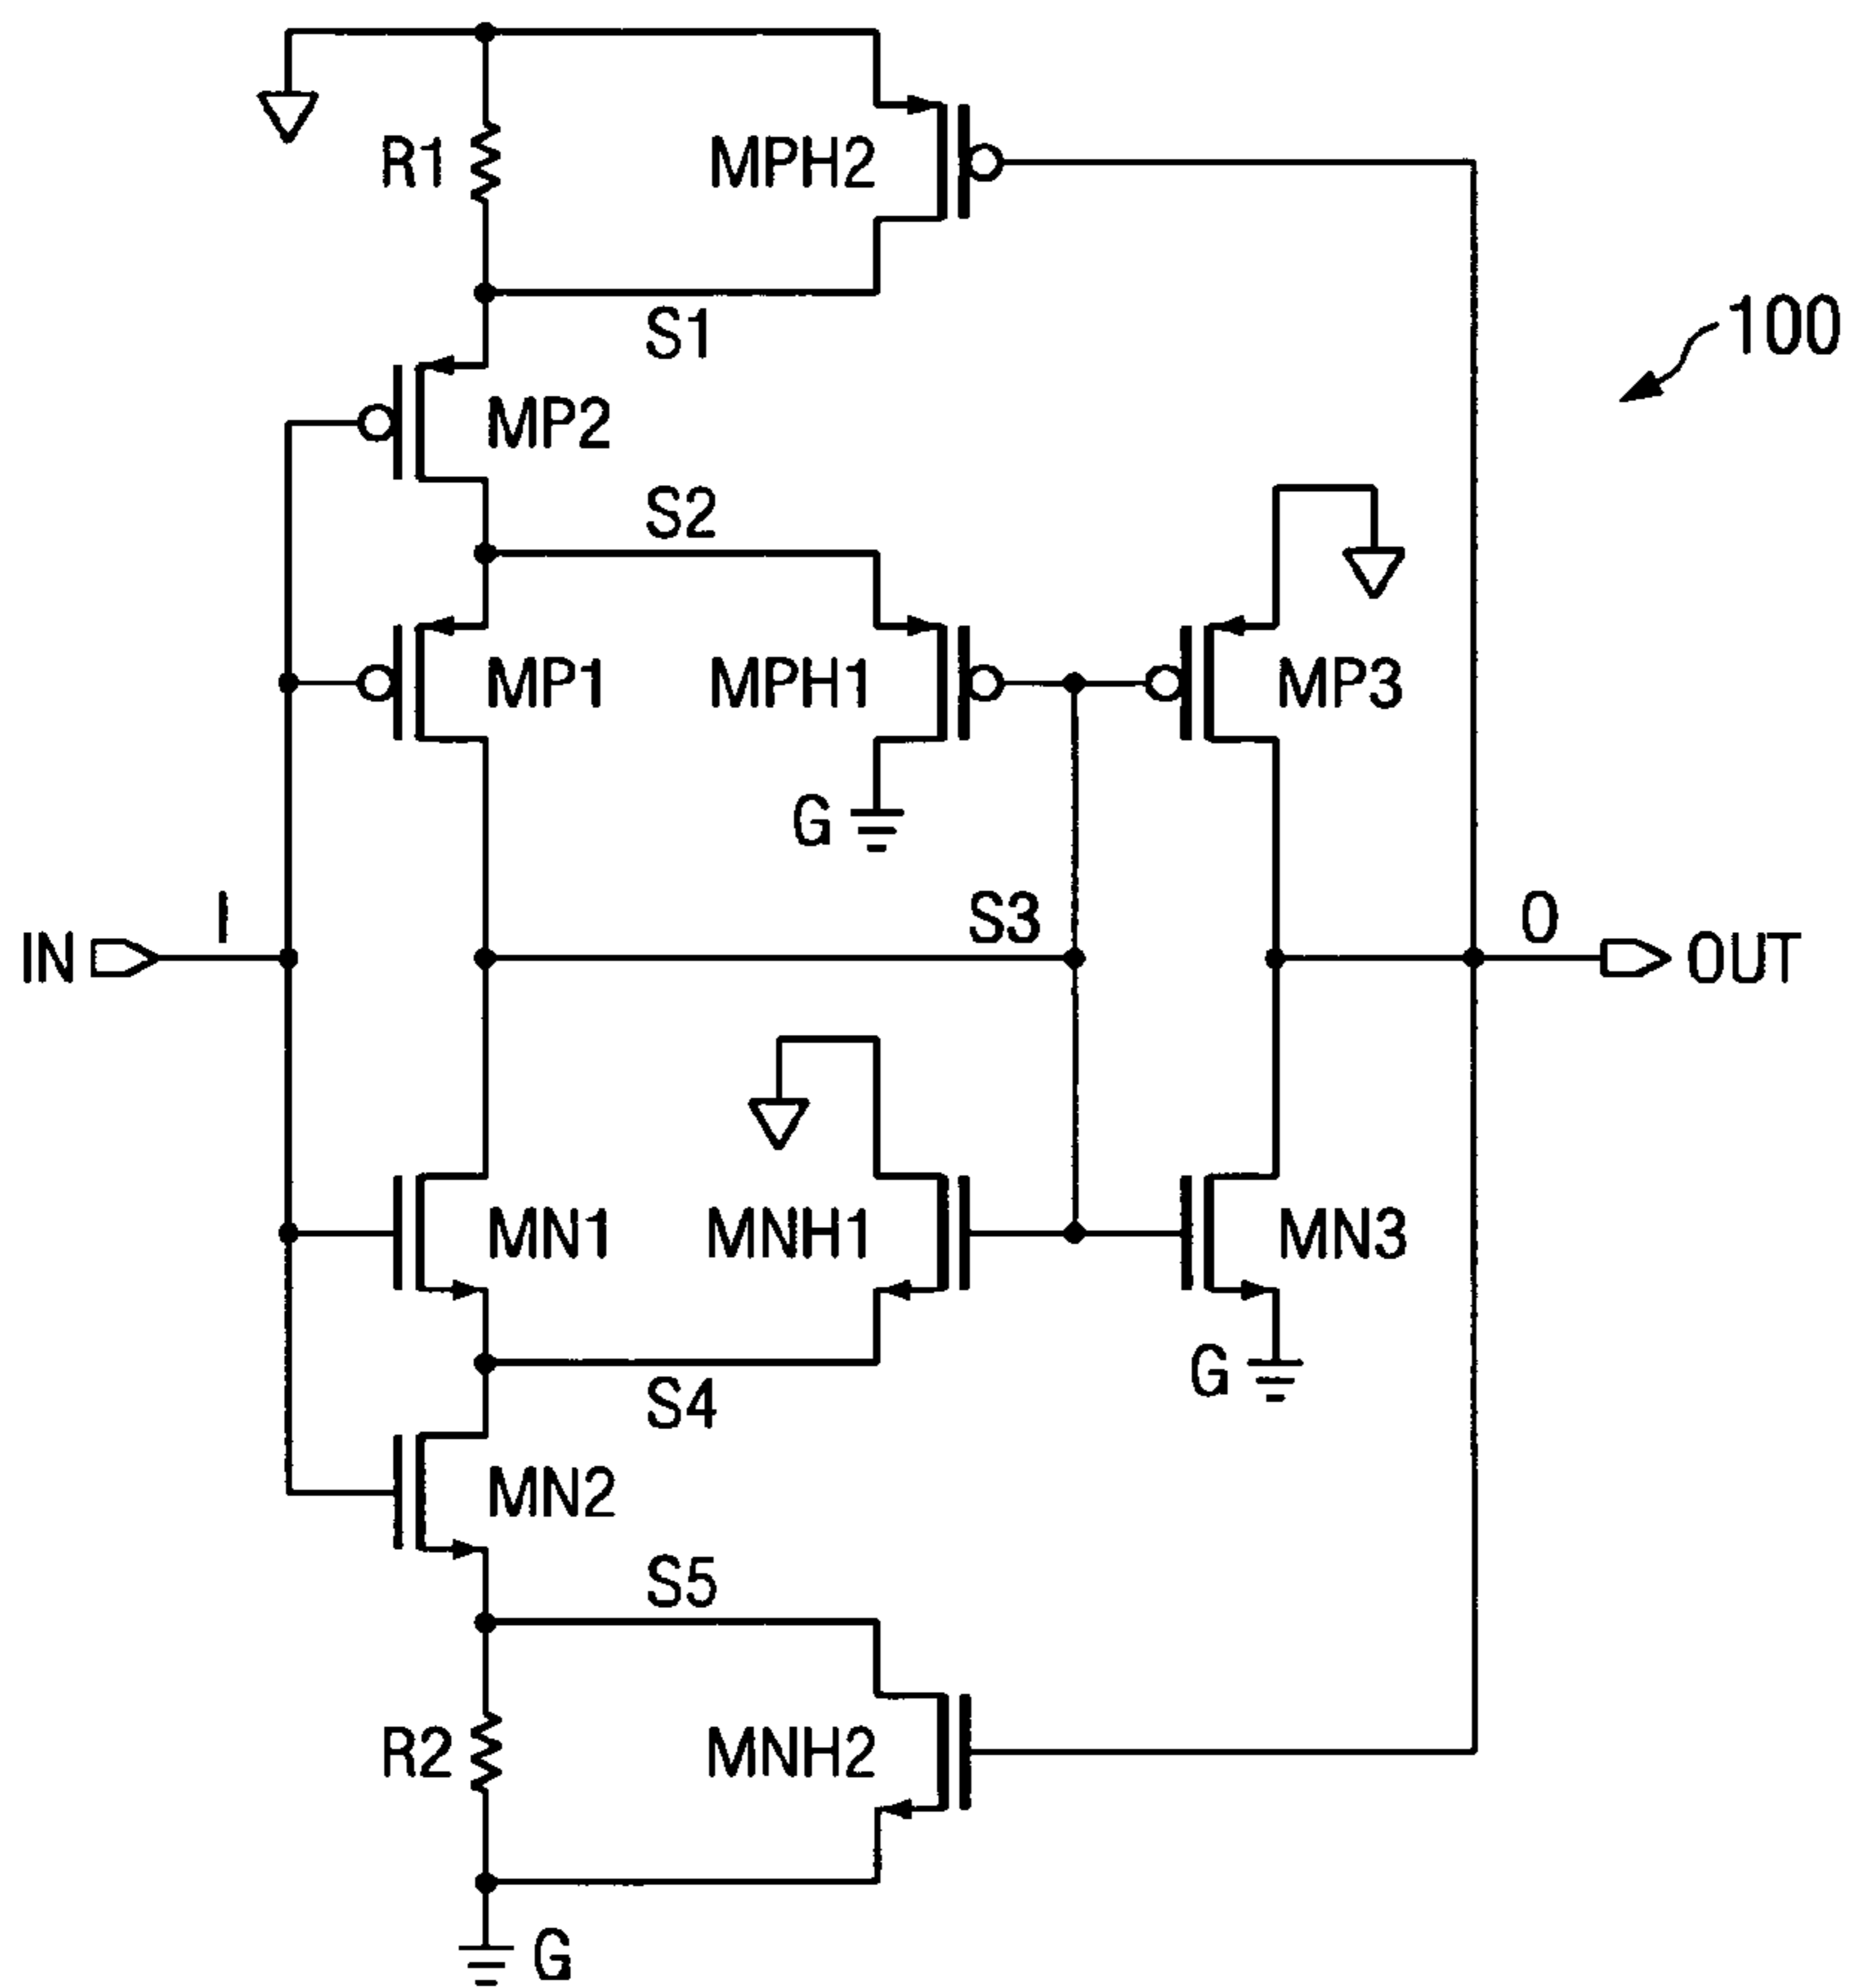 R1
MPH2
S1
100
MP2
S2
MP1
MPH1
MP3
G
I
S3
O
IN
OUT
MN1
MNH1
MN3
G
S4
MN2
S5
R2
MNH2
G